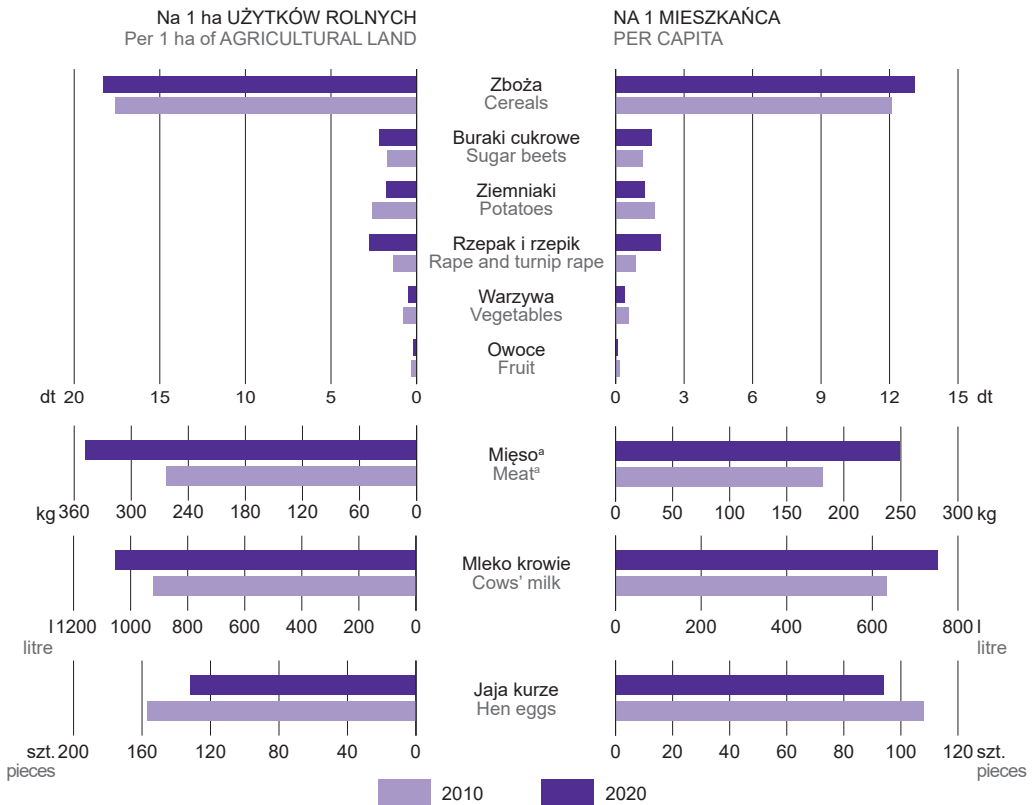 Na 1 ha UŻYTKÓW ROLNYCH
Per 1 ha of AGRICULTURAL LAND
NA 1 MIESZKAŃCA
PER CAPITA
Zboża
Cereals
Buraki cukrowe
Sugar beets
Ziemniaki
Potatoes
Rzepak i rzepik
Rape and turnip rape
Warzywa
Vegetables
Owoce
Fruit
dt 20 15 10 5 0
0 3 6 9 12 15 dt
Mięsoᵃ
Meatᵃ
kg 360 300 240 180 120 60 0
0 50 100 150 200 250 300 kg
Mleko krowie
Cows' milk
l 1200 1000 800 600 400 200 0
litre
0 200 400 600 800 l
litre
Jaja kurze
Hen eggs
szt. 200 160 120 80 40 0
pieces
0 20 40 60 80 100 120 szt.
pieces
2010 2020